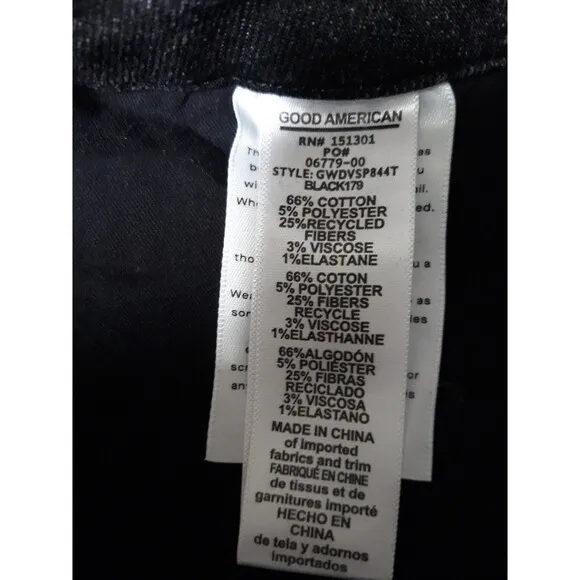 GOOD AMERICAN
RN# 151301
PO#
06779-00
STYLE: GWDVSP844T
BLACK179
66% COTTON
5% POLYESTER
25%RECYCLED
FIBERS
3% VISCOSE
1%ELASTANE
66% COTON
5% POLYESTER
25% FIBERS
RECYCLE
3% VISCOSE
1%ELASTHANNE
66%ALGODÓN
5% POLIÉSTER
25% FIBRAS
RECICLADO
3% VISCOSA
1%ELASTANO
MADE IN CHINA
of imported
fabrics and trim
FABRIQUÉ EN CHINE
de tissus et de
garnitures importé
HECHO EN
CHINA
de tela y adornos
importados